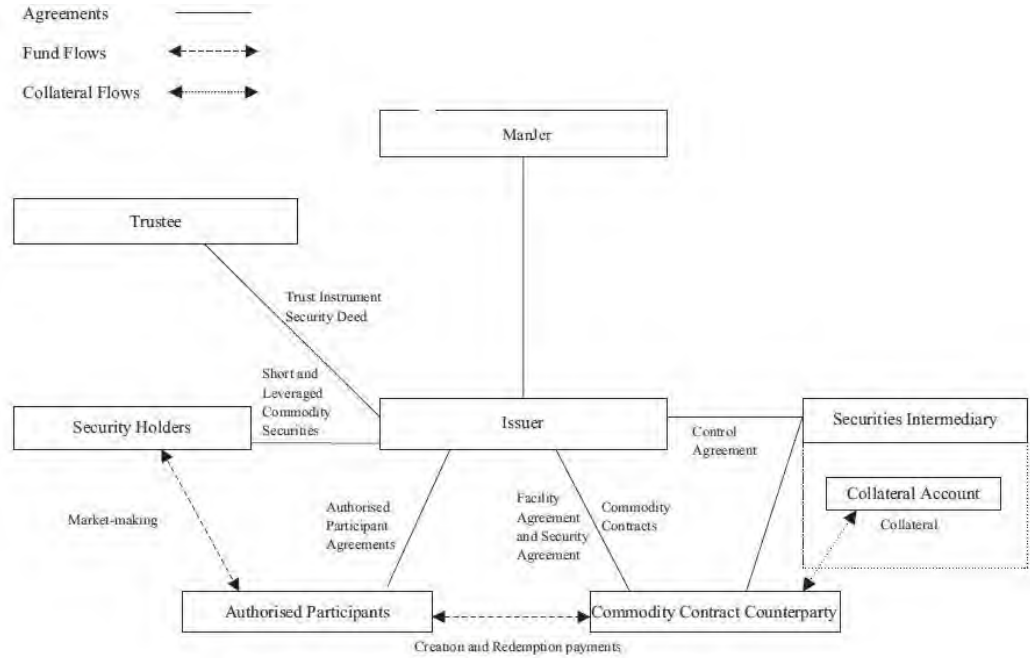 Agreements
Fund Flows
Collateral Flows
ManJer
Trustee
Trust Instrument
Security Deed
Short and
Leveraged
Commodity
Securities
Security Holders
Issuer
Securities Intermediary
Control
Agreement
Collateral Account
Collateral
Market-making
Authorised
Participant
Agreements
Facility
Agreement
and Security
Agreement
Commodity
Contracts
Authorised Participants
Commodity Contract Counterparty
Creation and Redemption payments